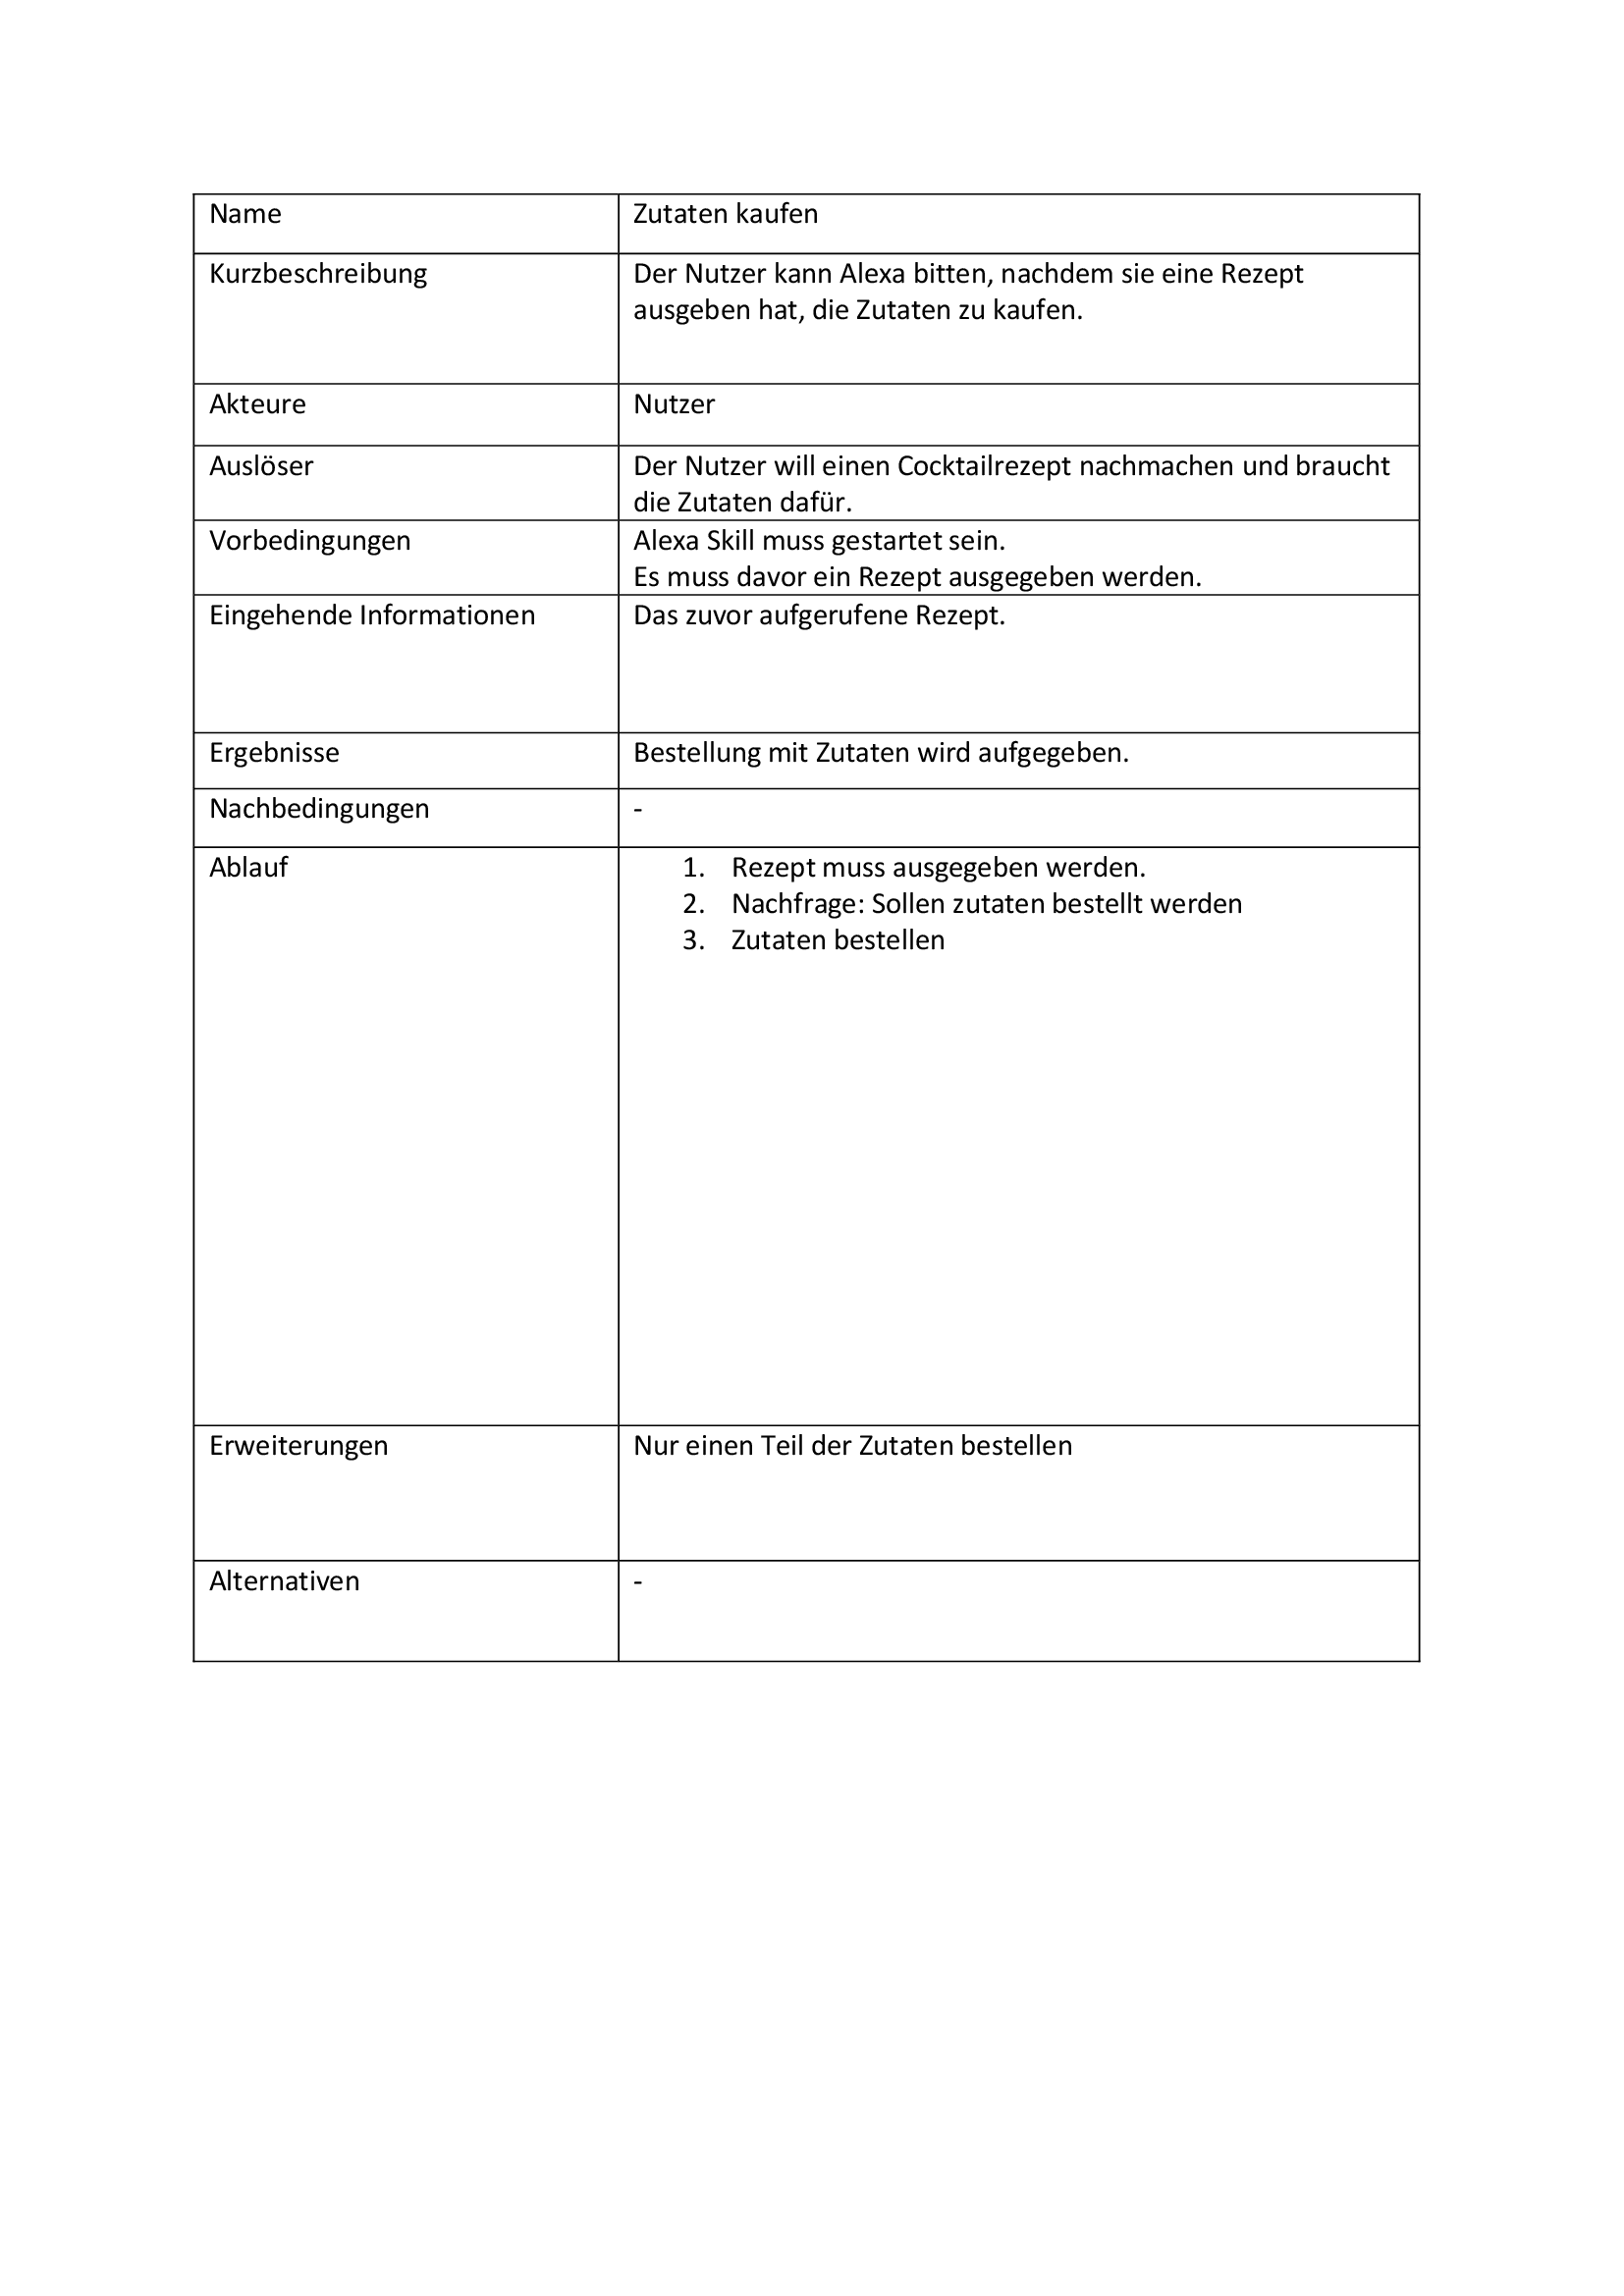 Name
Zutaten kaufen
Kurzbeschreibung
Der Nutzer kann Alexa bitten, nachdem sie eine Rezept
ausgeben hat, die Zutaten zu kaufen.
Akteure
Nutzer
Auslöser
Der Nutzer will einen Cocktailrezept nachmachen und braucht
die Zutaten dafür.
Vorbedingungen
Alexa Skill muss gestartet sein.
Es muss davor ein Rezept ausgegeben werden.
Eingehende Informationen
Das zuvor aufgerufene Rezept.
Ergebnisse
Bestellung mit Zutaten wird aufgegeben.
Nachbedingungen
-
Ablauf
1. Rezept muss ausgegeben werden.
2. Nachfrage: Sollen zutaten bestellt werden
3. Zutaten bestellen
Erweiterungen
Nur einen Teil der Zutaten bestellen
Alternativen
-